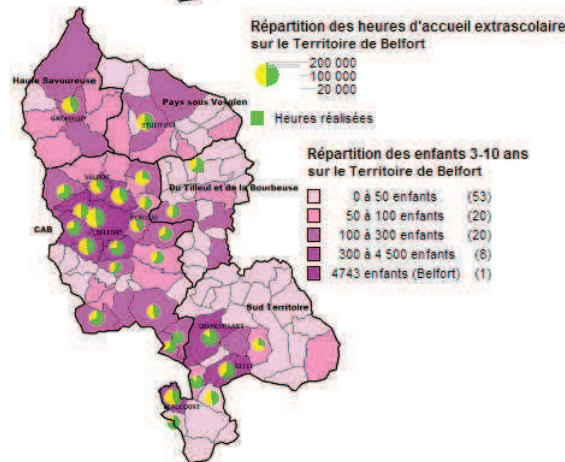 Répartition des heures d'accueil extrascolaire
sur le Territoire de Belfort
200 000
100 000
20 000
Heures réalisées
Répartition des enfants 3-10 ans
sur le Territoire de Belfort
0 à 50 enfants (53)
50 à 100 enfants (20)
100 à 300 enfants (20)
300 à 4 500 enfants (8)
4743 enfants (Belfort) (1)
Haute Savoureuse
Pays sous Vosgien
Du Tilleul et de la Bourbeuse
CAB
BELFORT
Sud Territoire
DELLE
BEAUCOURT